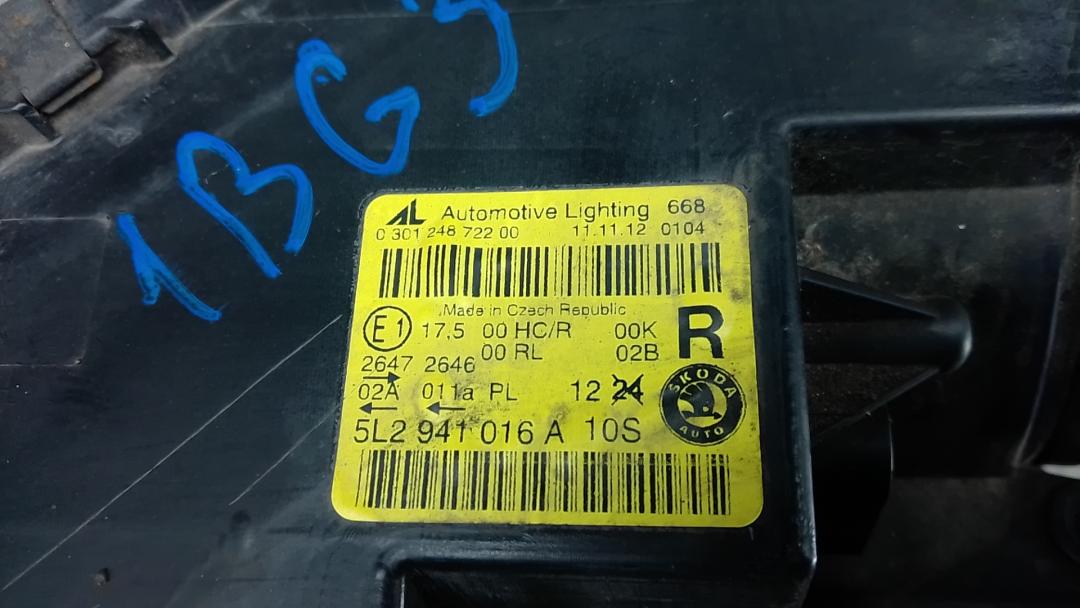 1BG5
AL Automotive Lighting 668
0 301 248 722 00 11.11.12 0104
Made in Czech Republic
E1 17,5 00 HC/R 00K R
00 RL 02B
2647 2646
02A 011a PL 12 24
5L2 941 016 A 10S
ŠKODA
AUTO